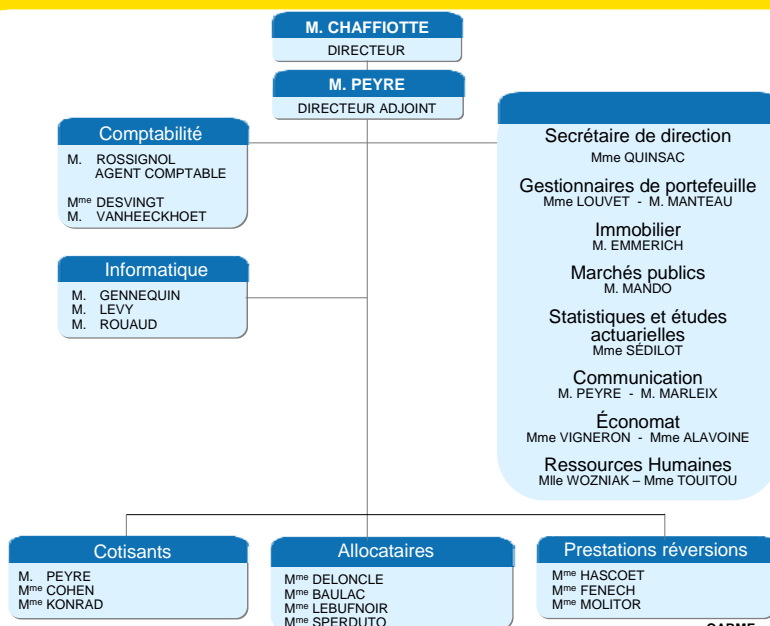 M. CHAFFIOTTE
DIRECTEUR
M. PEYRE
DIRECTEUR ADJOINT
Comptabilité
M. ROSSIGNOL
AGENT COMPTABLE
Mme DESVINGT
M. VANHEECKHOET
Informatique
M. GENNEQUIN
M. LEVY
M. ROUAUD
Secrétaire de direction
Mme QUINSAC
Gestionnaires de portefeuille
Mme LOUVET - M. MANTEAU
Immobilier
M. EMMERICH
Marchés publics
M. MANDO
Statistiques et études
actuarielles
Mme SÉDILOT
Communication
M. PEYRE - M. MARLEIX
Économat
Mme VIGNERON - Mme ALAVOINE
Ressources Humaines
Mlle WOZNIAK – Mme TOUITOU
Cotisants
M. PEYRE
Mme COHEN
Mme KONRAD
Allocataires
Mme DELONCLE
Mme BAULAC
Mme LEBUFNOIR
Mme SPERDUTO
Prestations réversions
Mme HASCOET
Mme FENECH
Mme MOLITOR